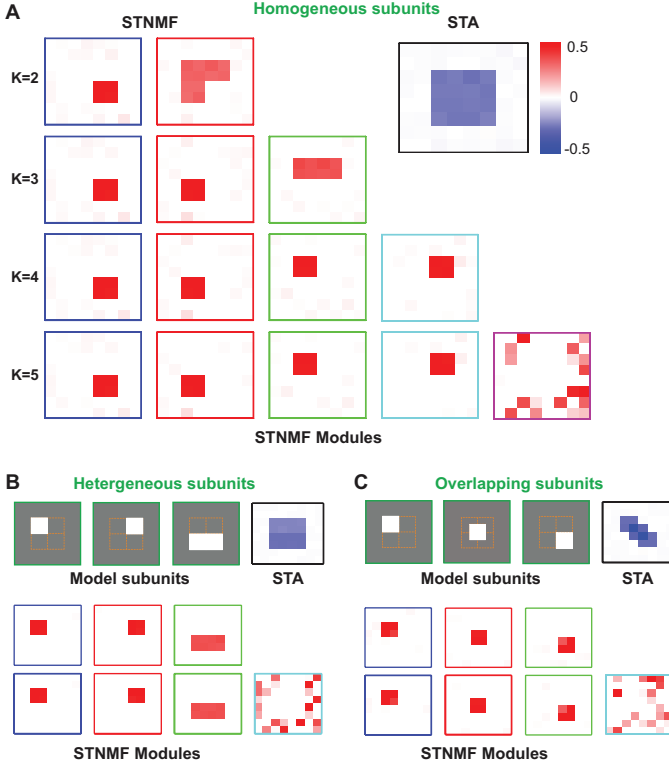 Homogeneous subunits
A
STNMF
STA
K=2
0.5
0
-0.5
K=3
K=4
K=5
STNMF Modules
B
Hetergeneous subunits
Model subunits
STA
STNMF Modules
C
Overlapping subunits
Model subunits
STA
STNMF Modules